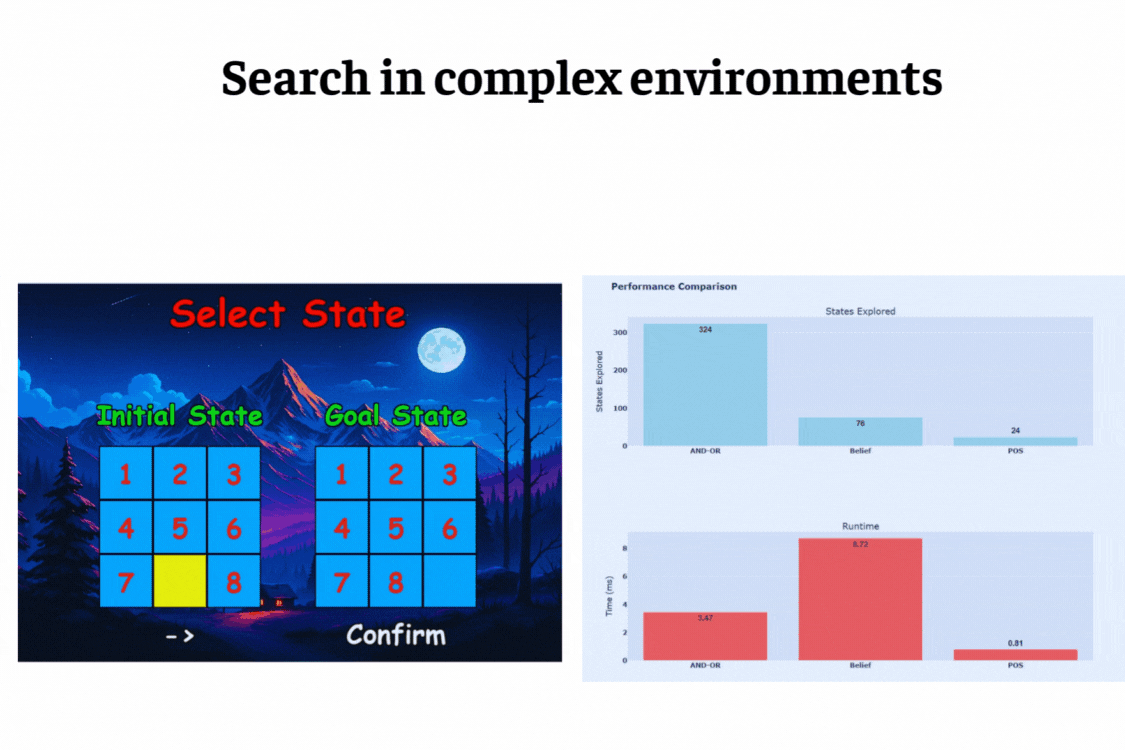 Search in complex environments
Select State
Initial State
Goal State
1 2 3
4 5 6
7 8
1 2 3
4 5 6
7 8
->
Confirm
Performance Comparison
States Explored
States Explored
300
200
100
0
324
76
24
AND-OR
Belief
POS
Runtime
Time (ms)
8
6
4
2
0
3.47
8.72
0.81
AND-OR
Belief
POS